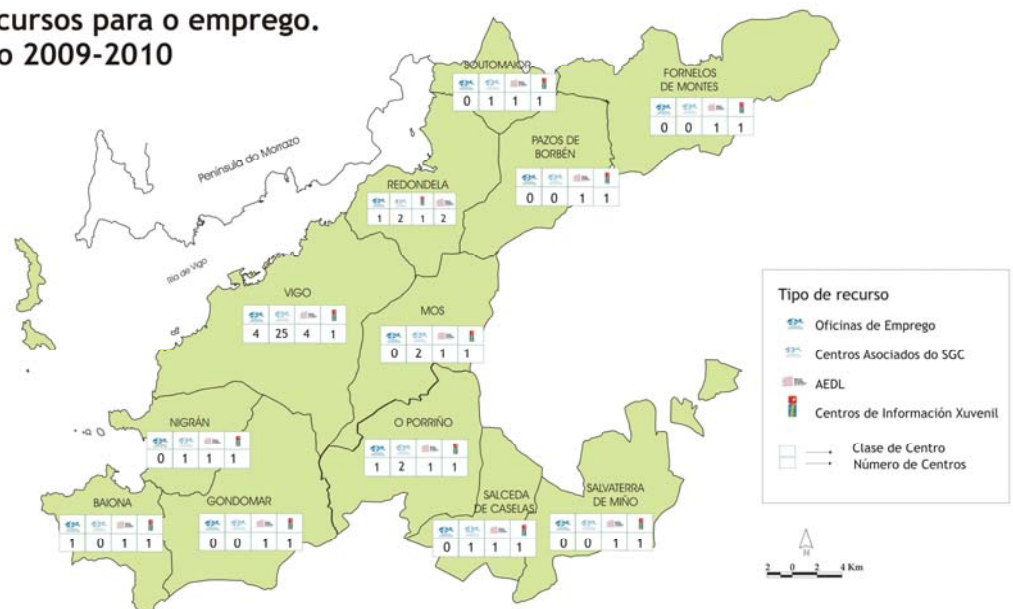 cursos para o emprego.
o 2009-2010
SOUTOMAIOR
0 1 1 1
FORNELOS
DE MONTES
0 0 1 1
PAZOS DE
BORBÉN
0 0 1 1
Península do Morrazo
REDONDELA
1 2 1 2
Ría de Vigo
VIGO
4 25 4 1
MOS
0 2 1 1
NIGRÁN
0 1 1 1
O PORRIÑO
1 2 1 1
BAIONA
1 0 1 1
GONDOMAR
0 0 1 1
SALCEDA
DE CASELAS
0 1 1 1
SALVATERRA
DE MIÑO
0 0 1 1
Tipo de recurso
Oficinas de Emprego
Centros Asociados do SGC
AEDL
Centros de Información Xuvenil
Clase de Centro
Número de Centros
N
2 0 2 4 Km